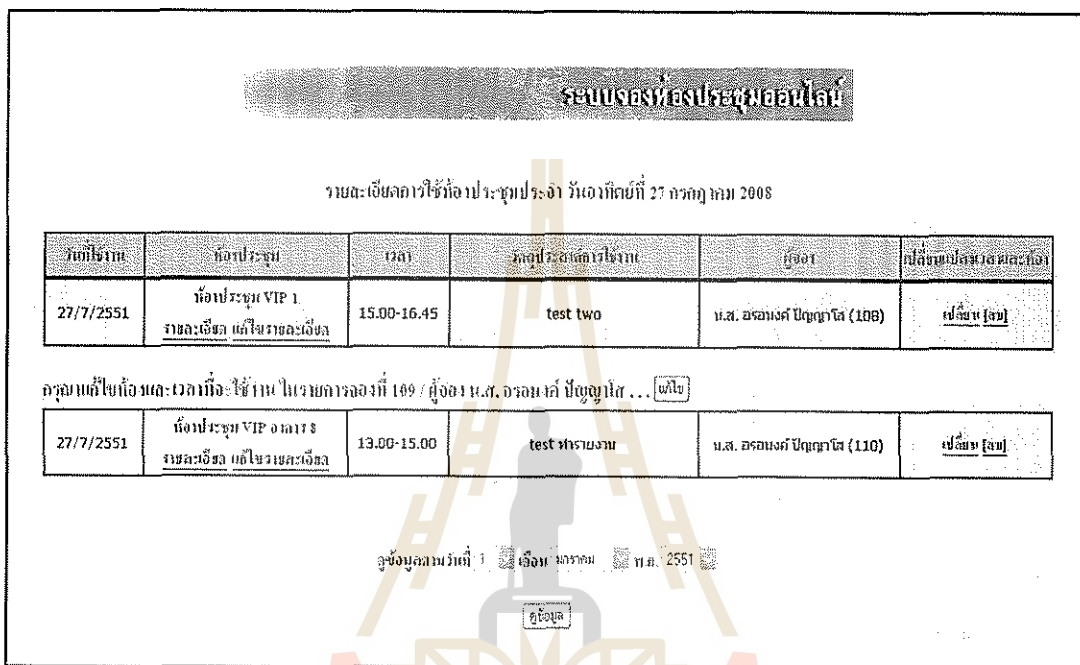 ระบบจองห้องประชุมออนไลน์
รายละเอียดการใช้ห้องประชุมประจำ วันอาทิตย์ที่ 27 กรกฎาคม 2008
วันที่ใช้งาน ห้องประชุม เวลา วัตถุประสงค์การใช้งาน ผู้จอง เปลี่ยนแปลงเวลาและห้อง
27/7/2551 ห้องประชุม VIP 1 15.00-16.45 test two น.ส. อรอนงค์ ปัญญาโส (108) เปลี่ยน [ลบ]
รายละเอียด แก้ไขรายละเอียด
กรุณาแก้ไขห้องและเวลาที่จะใช้งาน ในรายการจองที่ 109 / ผู้จอง น.ส. อรอนงค์ ปัญญาโส ... แก้ไข
27/7/2551 ห้องประชุม VIP อาคาร 8 13.00-15.00 test ทำรายงาน น.ส. อรอนงค์ ปัญญาโส (110) เปลี่ยน [ลบ]
รายละเอียด แก้ไขรายละเอียด
ดูข้อมูลตามวันที่ 1 เดือน มกราคม พ.ศ. 2551
ดูข้อมูล